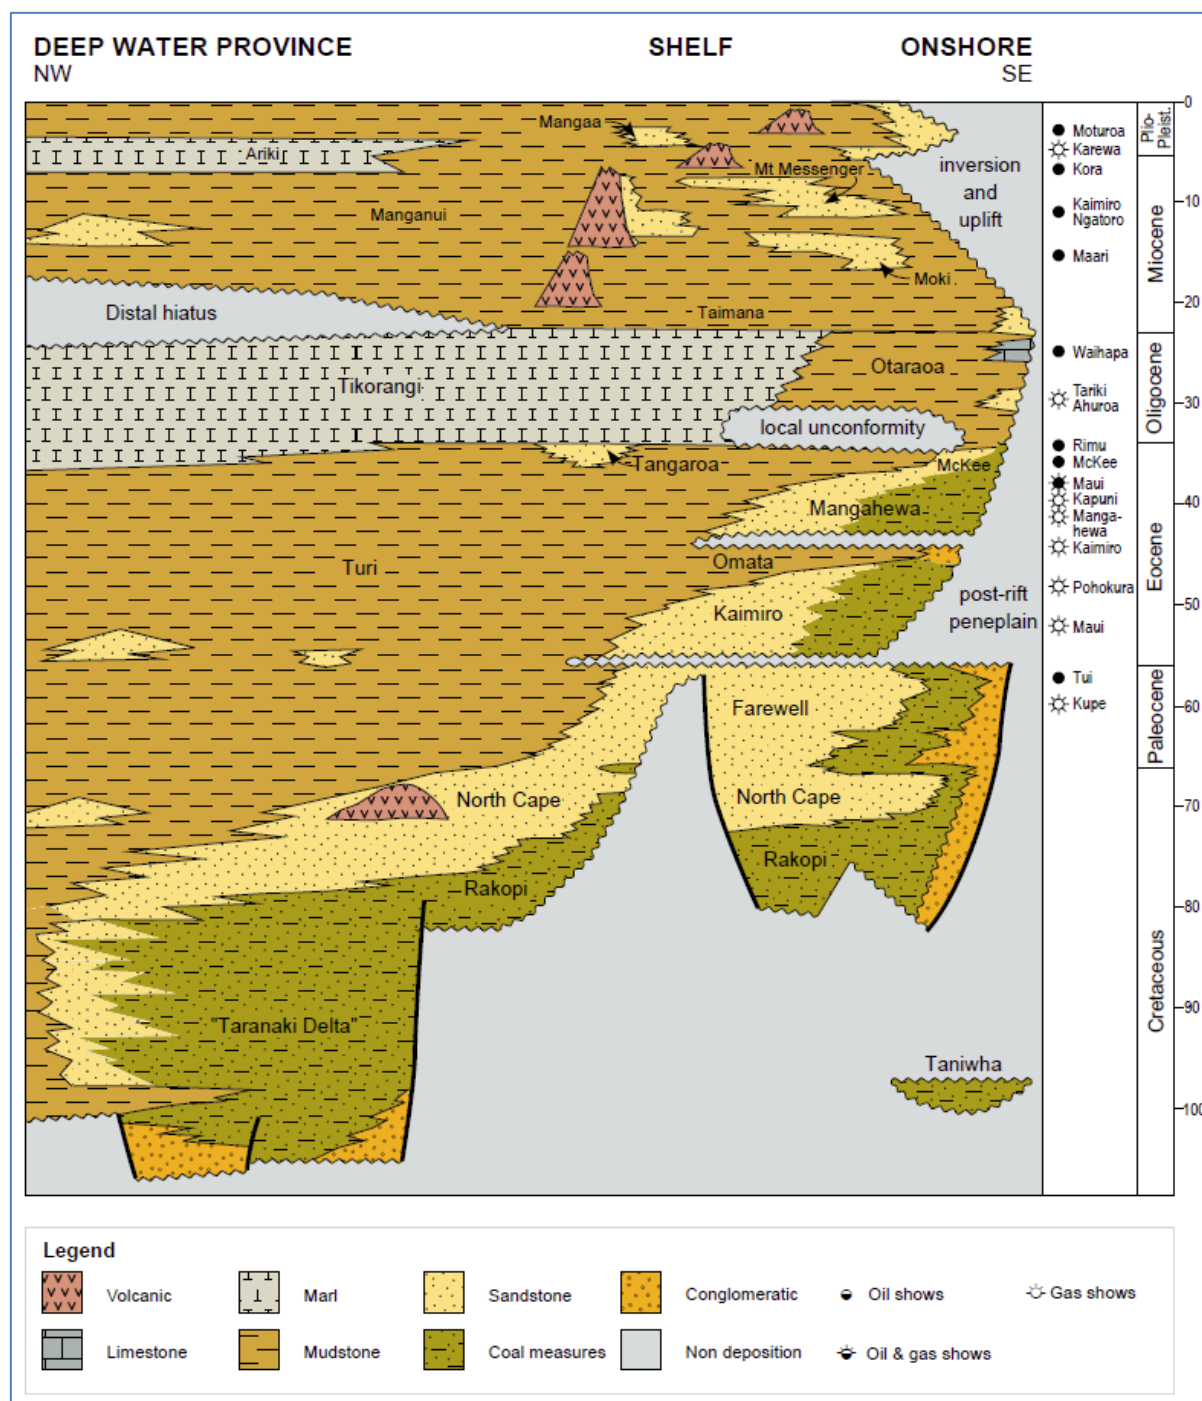 DEEP WATER PROVINCE
SHELF
ONSHORE
NW
SE
0
Mangaa
Moturoa
Plio-
Pleist.
Karewa
Ariki
Mt Messenger
inversion
and
uplift
Kora
10
Manganui
Kaimiro
Ngatoro
Maari
Miocene
Moki
20
Distal hiatus
Taimana
Waihapa
Otaraoa
Tikorangi
Tariki
Ahuroa
Oligocene
30
local unconformity
Rimu
Tangaroa
McKee
McKee
Maui
Kapuni
40
Mangahewa
Manga-
hewa
Kaimiro
Omata
Turi
Eocene
Kaimiro
post-rift
peneplain
Pohokura
50
Maui
Tui
Farewell
Kupe
Paleocene
60
North Cape
North Cape
70
Rakopi
Rakopi
80
Cretaceous
90
"Taranaki Delta"
Taniwha
100
Legend
Volcanic
Marl
Sandstone
Conglomeratic
Oil shows
Gas shows
Limestone
Mudstone
Coal measures
Non deposition
Oil & gas shows